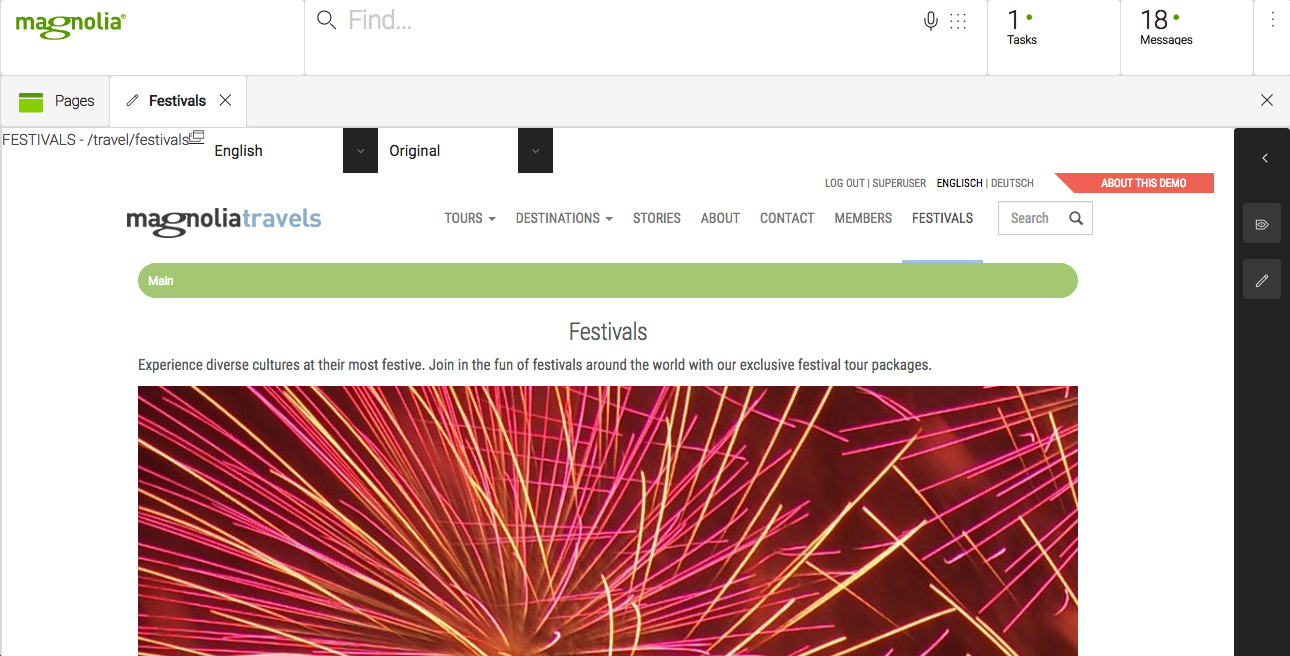 magnolia®
Find...
1
Tasks
18
Messages
Pages
Festivals
FESTIVALS - /travel/festivals
English
Original
LOG OUT | SUPERUSER ENGLISCH | DEUTSCH
ABOUT THIS DEMO
magnoliatravels
TOURS DESTINATIONS STORIES ABOUT CONTACT MEMBERS FESTIVALS
Search
Main
Festivals
Experience diverse cultures at their most festive. Join in the fun of festivals around the world with our exclusive festival tour packages.